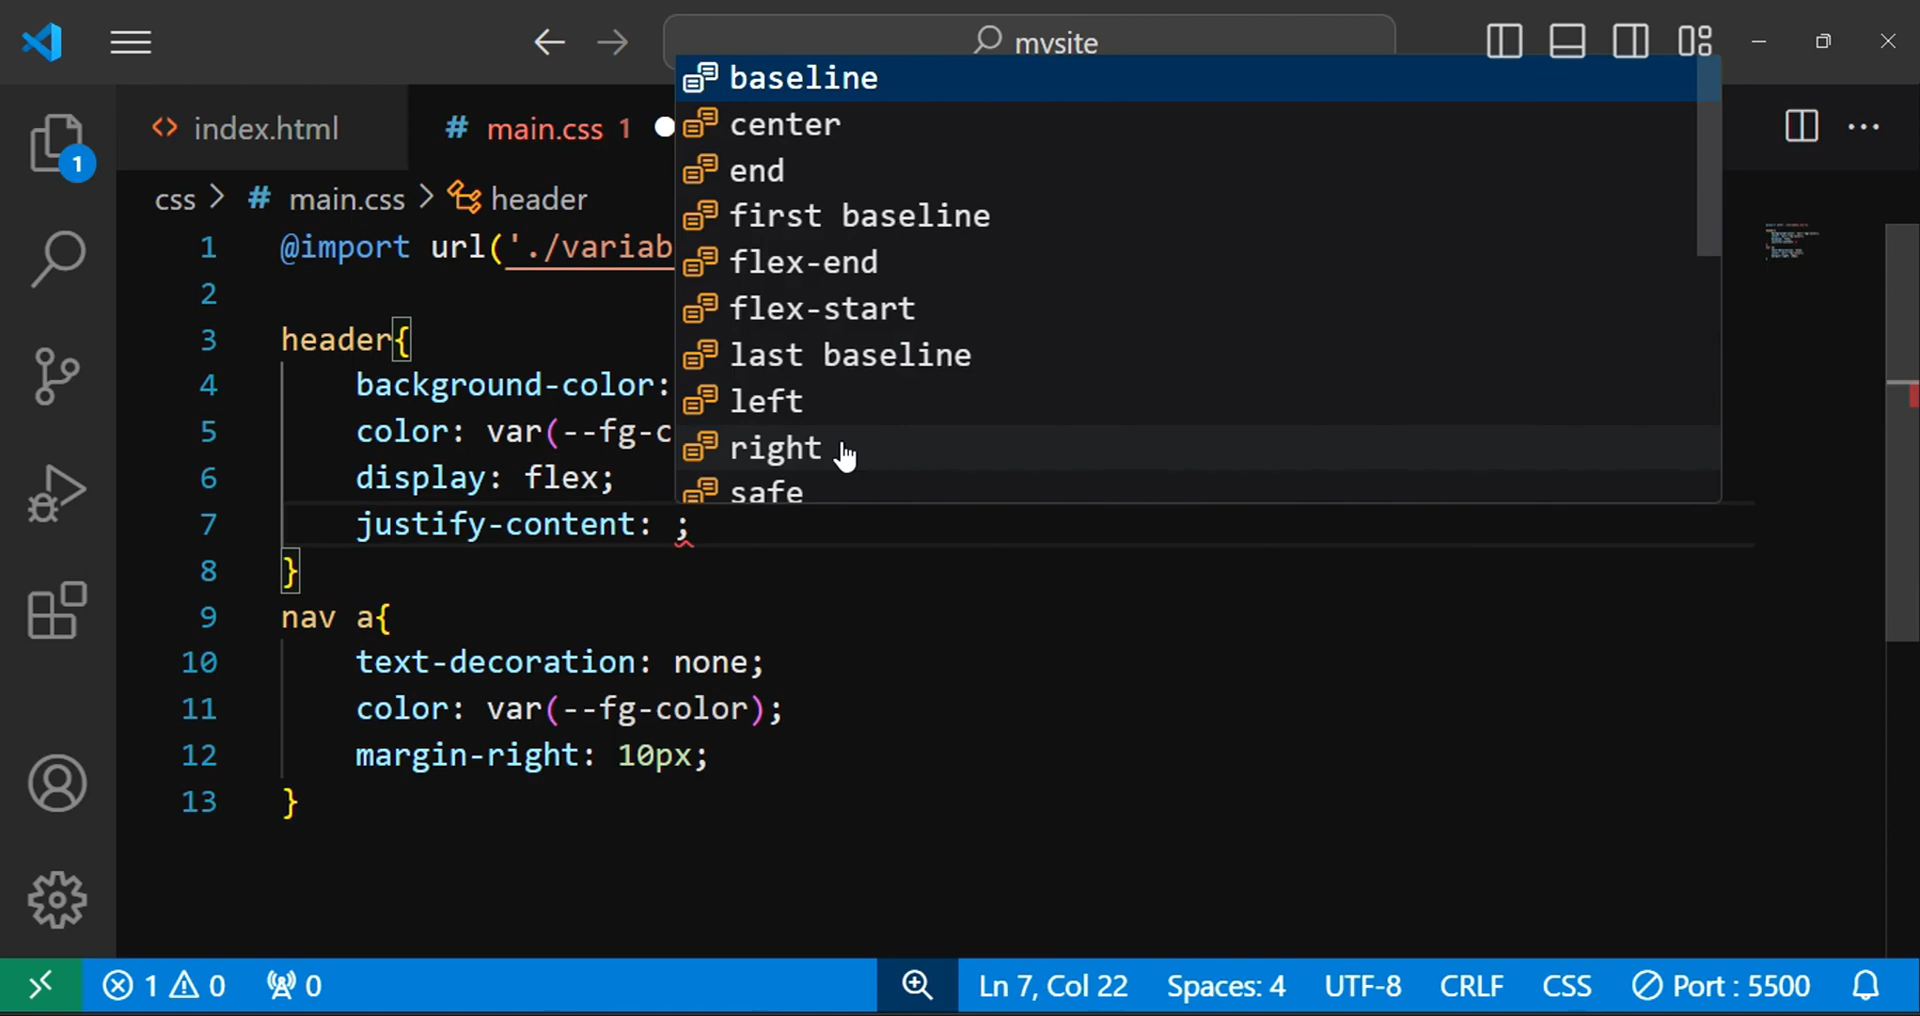 mysite
baseline
center
end
first baseline
flex-end
flex-start
last baseline
left
right
safe
index.html
# main.css 1
css > # main.css > header
1 @import url('./variab
2
3 header{
4 background-color:
5 color: var(--fg-c
6 display: flex;
7 justify-content: ;
8 }
9 nav a{
10 text-decoration: none;
11 color: var(--fg-color);
12 margin-right: 10px;
13 }
1
1 0 0 Ln 7, Col 22 Spaces: 4 UTF-8 CRLF CSS Port : 5500